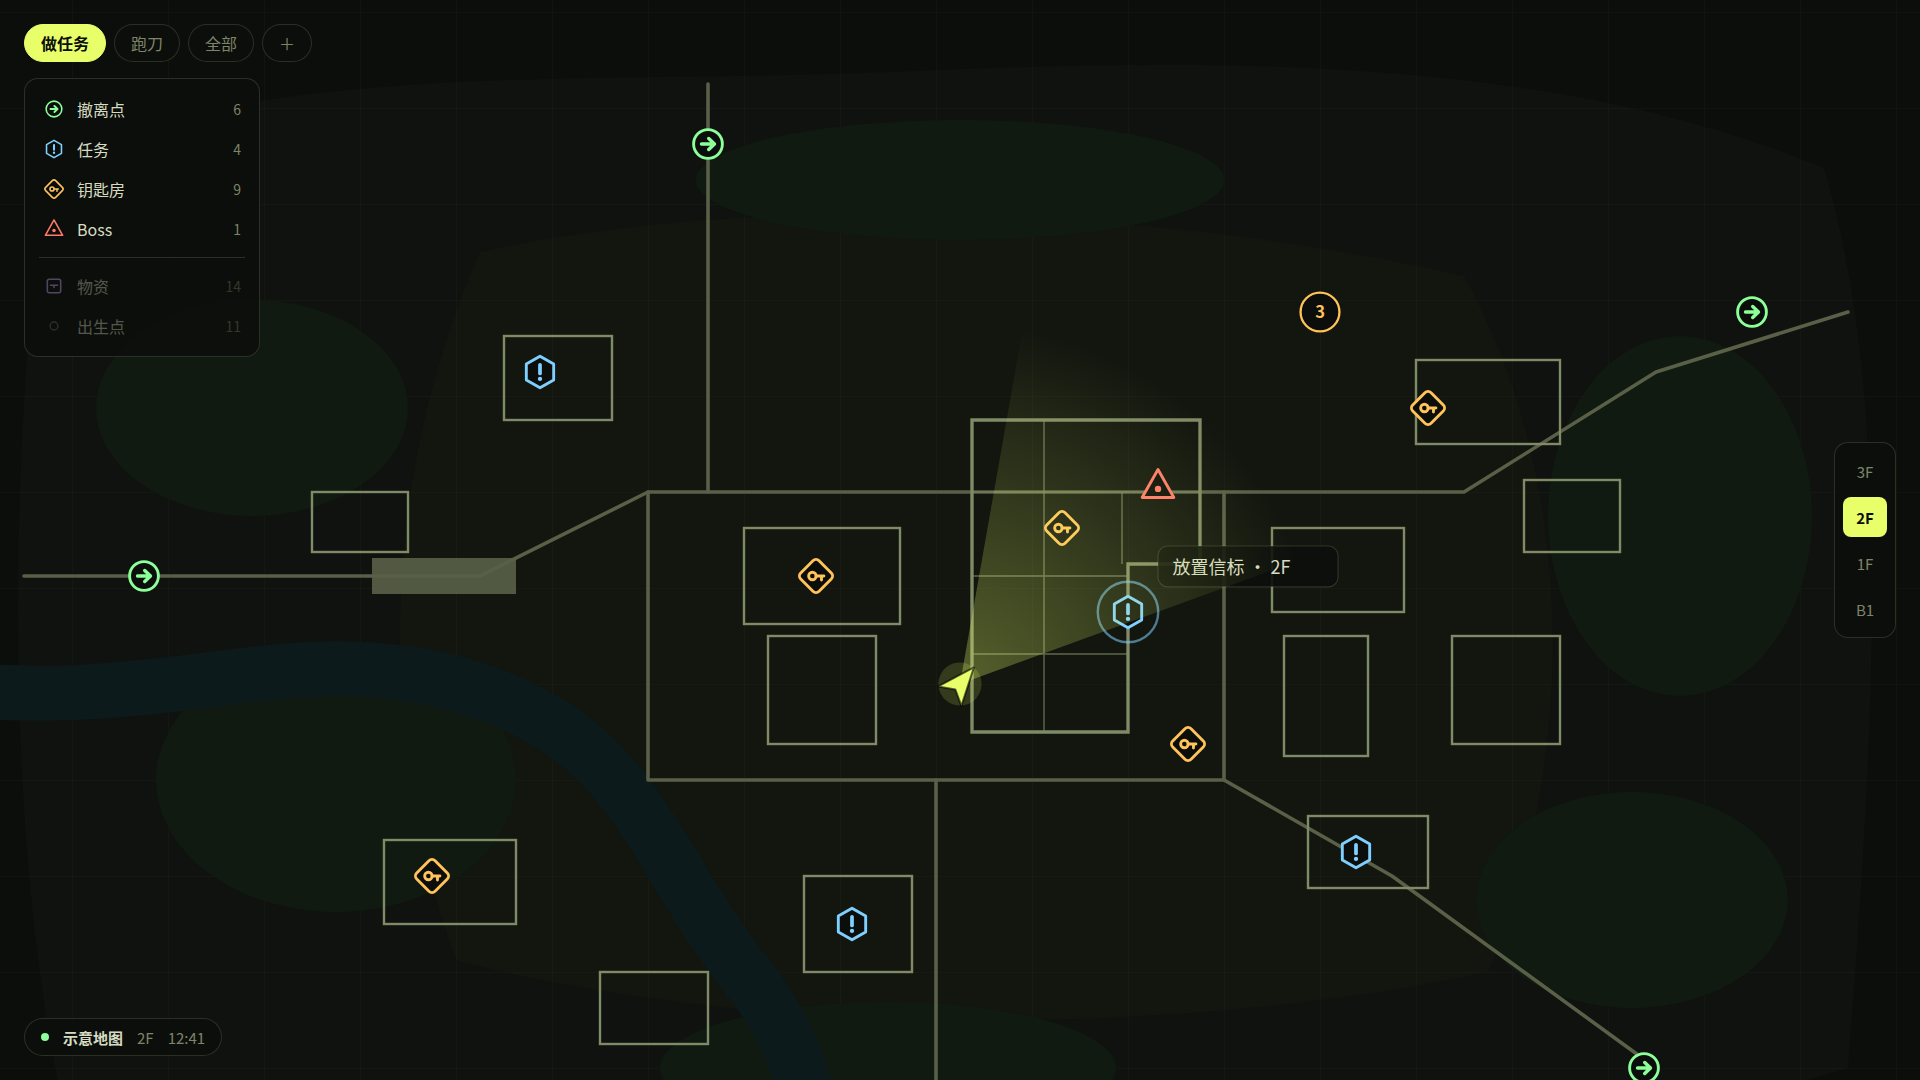 做任务 跑刀 全部 +
撤离点 6
任务 4
钥匙房 9
Boss 1
物资 14
出生点 11
3
3F
2F
1F
B1
放置信标 • 2F
示意地图 2F 12:41